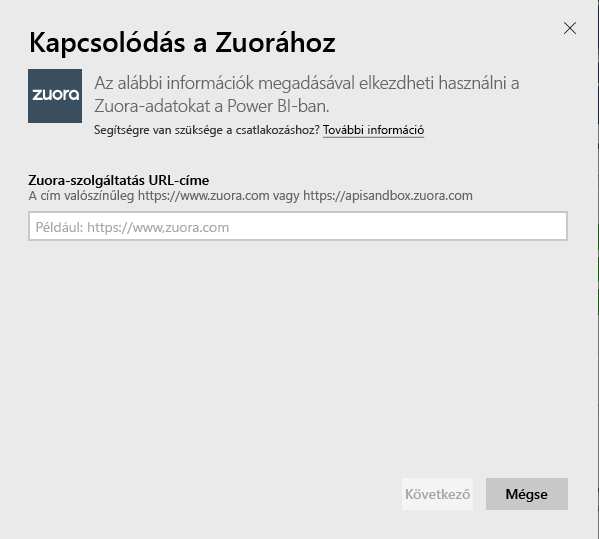 Kapcsolódás a Zuorához
zuora
Az alábbi információk megadásával elkezdheti használni a
Zuora-adatokat a Power BI-ban.
Segítségre van szüksége a csatlakozáshoz? További információ
Zuora-szolgáltatás URL-címe
A cím valószínűleg https://www.zuora.com vagy https://apisandbox.zuora.com
Például: https://www.zuora.com
Következő
Mégse